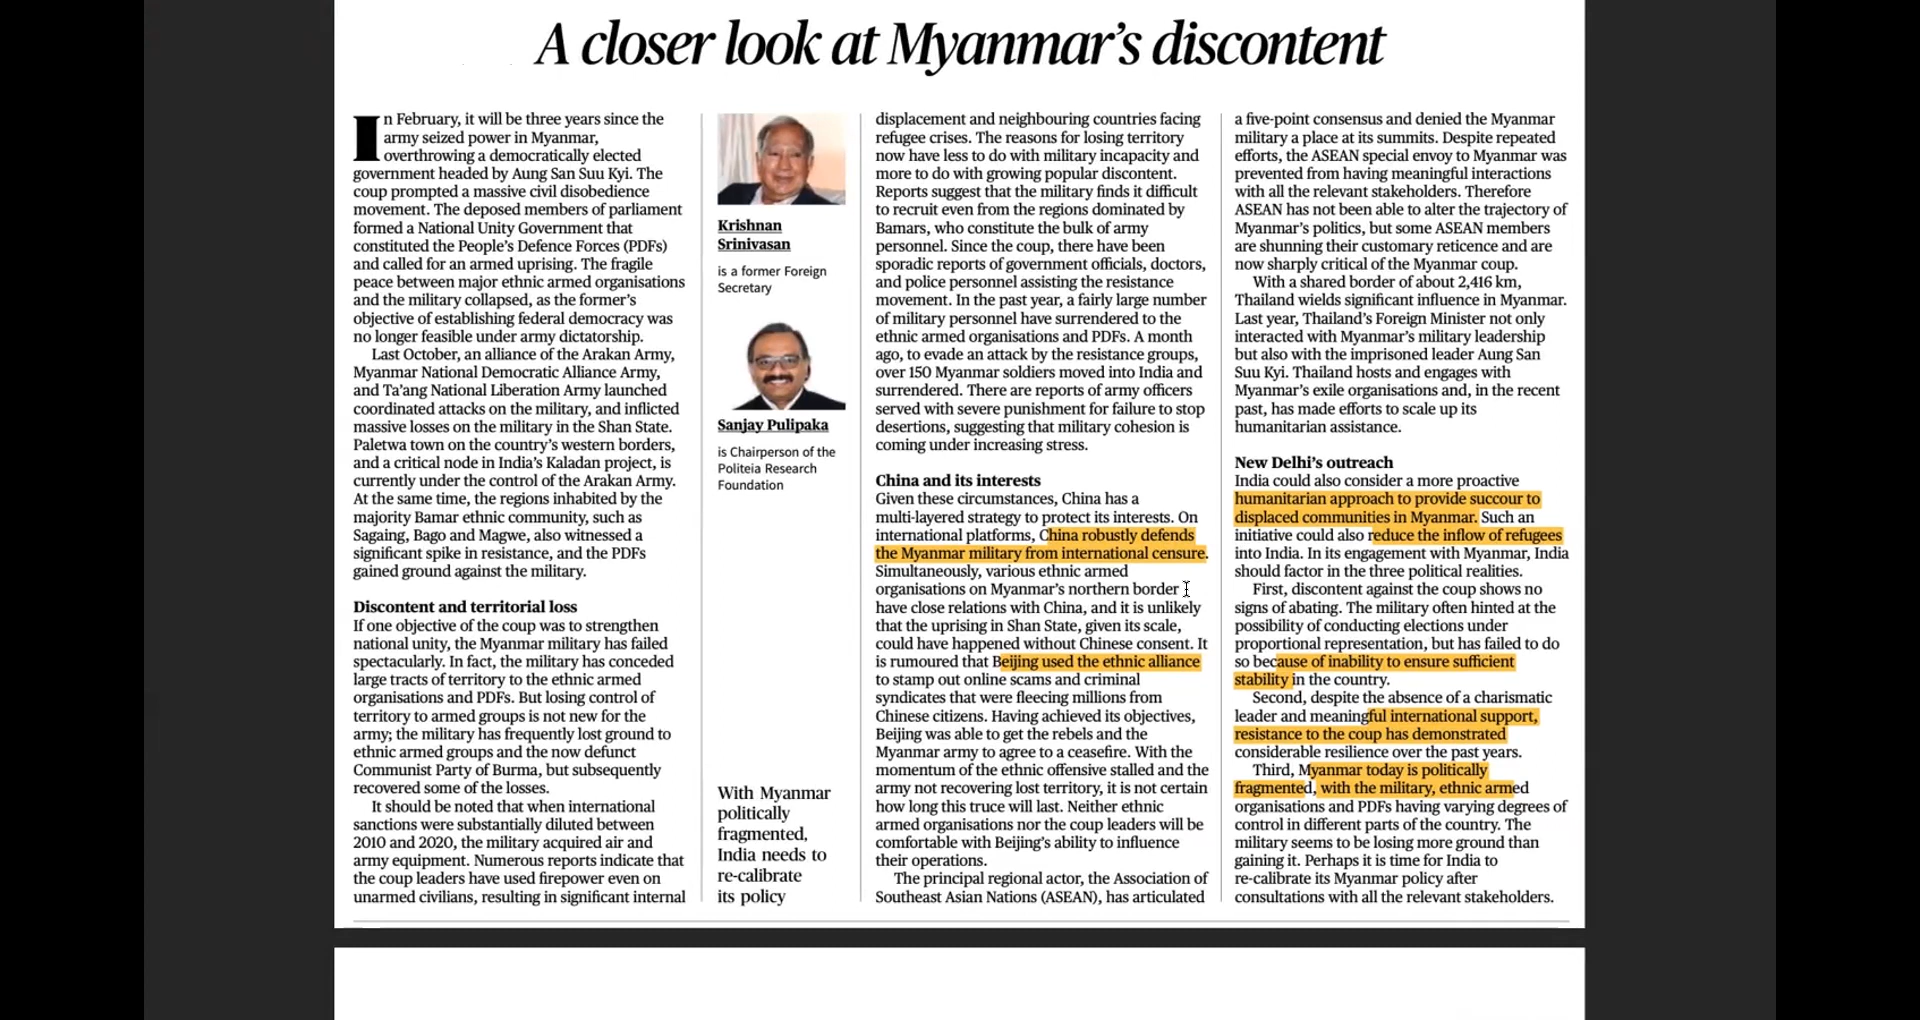 A closer look at Myanmar's discontent
In February, it will be three years since the
army seized power in Myanmar,
overthrowing a democratically elected
government headed by Aung San Suu Kyi. The
coup prompted a massive civil disobedience
movement. The deposed members of parliament
formed a National Unity Government that
constituted the People's Defence Forces (PDFs)
and called for an armed uprising. The fragile
peace between major ethnic armed organisations
and the military collapsed, as the former's
objective of establishing federal democracy was
no longer feasible under army dictatorship.
Last October, an alliance of the Arakan Army,
Myanmar National Democratic Alliance Army,
and Ta'ang National Liberation Army launched
coordinated attacks on the military, and inflicted
massive losses on the military in the Shan State.
Paletwa town on the country's western borders,
and a critical node in India's Kaladan project, is
currently under the control of the Arakan Army.
At the same time, the regions inhabited by the
majority Bamar ethnic community, such as
Sagaing, Bago and Magwe, also witnessed a
significant spike in resistance, and the PDFs
gained ground against the military.
Discontent and territorial loss
If one objective of the coup was to strengthen
national unity, the Myanmar military has failed
spectacularly. In fact, the military has conceded
large tracts of territory to the ethnic armed
organisations and PDFs. But losing control of
territory to armed groups is not new for the
army; the military has frequently lost ground to
ethnic armed groups and the now defunct
Communist Party of Burma, but subsequently
recovered some of the losses.
It should be noted that when international
sanctions were substantially diluted between
2010 and 2020, the military acquired air and
army equipment. Numerous reports indicate that
the coup leaders have used firepower even on
unarmed civilians, resulting in significant internal
Krishnan
Srinivasan
is a former Foreign
Secretary
Sanjay Pulipaka
is Chairperson of the
Politeia Research
Foundation
With Myanmar
politically
fragmented,
India needs to
re-calibrate
its policy
displacement and neighbouring countries facing
refugee crises. The reasons for losing territory
now have less to do with military incapacity and
more to do with growing popular discontent.
Reports suggest that the military finds it difficult
to recruit even from the regions dominated by
Bamars, who constitute the bulk of army
personnel. Since the coup, there have been
sporadic reports of government officials, doctors,
and police personnel assisting the resistance
movement. In the past year, a fairly large number
of military personnel have surrendered to the
ethnic armed organisations and PDFs. A month
ago, to evade an attack by the resistance groups,
over 150 Myanmar soldiers moved into India and
surrendered. There are reports of army officers
served with severe punishment for failure to stop
desertions, suggesting that military cohesion is
coming under increasing stress.
China and its interests
Given these circumstances, China has a
multi-layered strategy to protect its interests. On
international platforms, China robustly defends
the Myanmar military from international censure.
Simultaneously, various ethnic armed
organisations on Myanmar's northern border
have close relations with China, and it is unlikely
that the uprising in Shan State, given its scale,
could have happened without Chinese consent. It
is rumoured that Beijing used the ethnic alliance
to stamp out online scams and criminal
syndicates that were fleecing millions from
Chinese citizens. Having achieved its objectives,
Beijing was able to get the rebels and the
Myanmar army to agree to a ceasefire. With the
momentum of the ethnic offensive stalled and the
army not recovering lost territory, it is not certain
how long this truce will last. Neither ethnic
armed organisations nor the coup leaders will be
comfortable with Beijing's ability to influence
their operations.
The principal regional actor, the Association of
Southeast Asian Nations (ASEAN), has articulated
a five-point consensus and denied the Myanmar
military a place at its summits. Despite repeated
efforts, the ASEAN special envoy to Myanmar was
prevented from having meaningful interactions
with all the relevant stakeholders. Therefore
ASEAN has not been able to alter the trajectory of
Myanmar's politics, but some ASEAN members
are shunning their customary reticence and are
now sharply critical of the Myanmar coup.
With a shared border of about 2,416 km,
Thailand wields significant influence in Myanmar.
Last year, Thailand's Foreign Minister not only
interacted with Myanmar's military leadership
but also with the imprisoned leader Aung San
Suu Kyi. Thailand hosts and engages with
Myanmar's exile organisations and, in the recent
past, has made efforts to scale up its
humanitarian assistance.
New Delhi's outreach
India could also consider a more proactive
humanitarian approach to provide succour to
displaced communities in Myanmar. Such an
initiative could also reduce the inflow of refugees
into India. In its engagement with Myanmar, India
should factor in the three political realities.
First, discontent against the coup shows no
signs of abating. The military often hinted at the
possibility of conducting elections under
proportional representation, but has failed to do
so because of inability to ensure sufficient
stability in the country.
Second, despite the absence of a charismatic
leader and meaningful international support,
resistance to the coup has demonstrated
considerable resilience over the past years.
Third, Myanmar today is politically
fragmented, with the military, ethnic armed
organisations and PDFs having varying degrees of
control in different parts of the country. The
military seems to be losing more ground than
gaining it. Perhaps it is time for India to
re-calibrate its Myanmar policy after
consultations with all the relevant stakeholders.